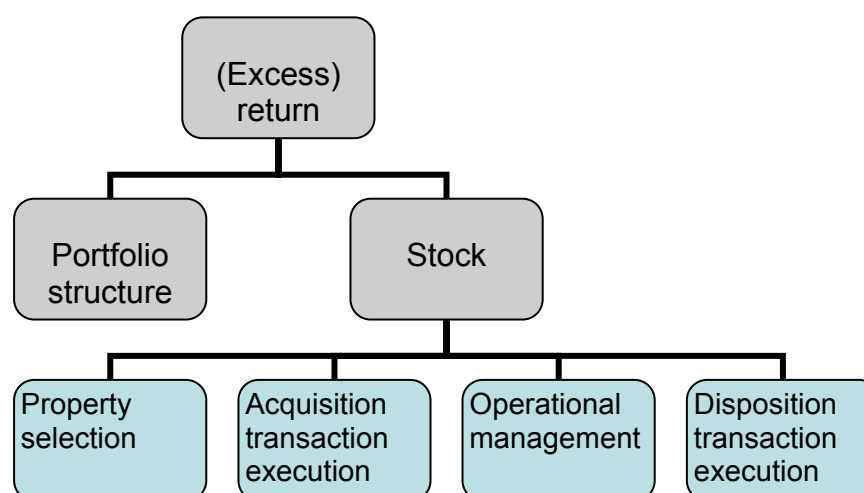 (Excess)
return
Portfolio
structure
Stock
Property
selection
Acquisition
transaction
execution
Operational
management
Disposition
transaction
execution